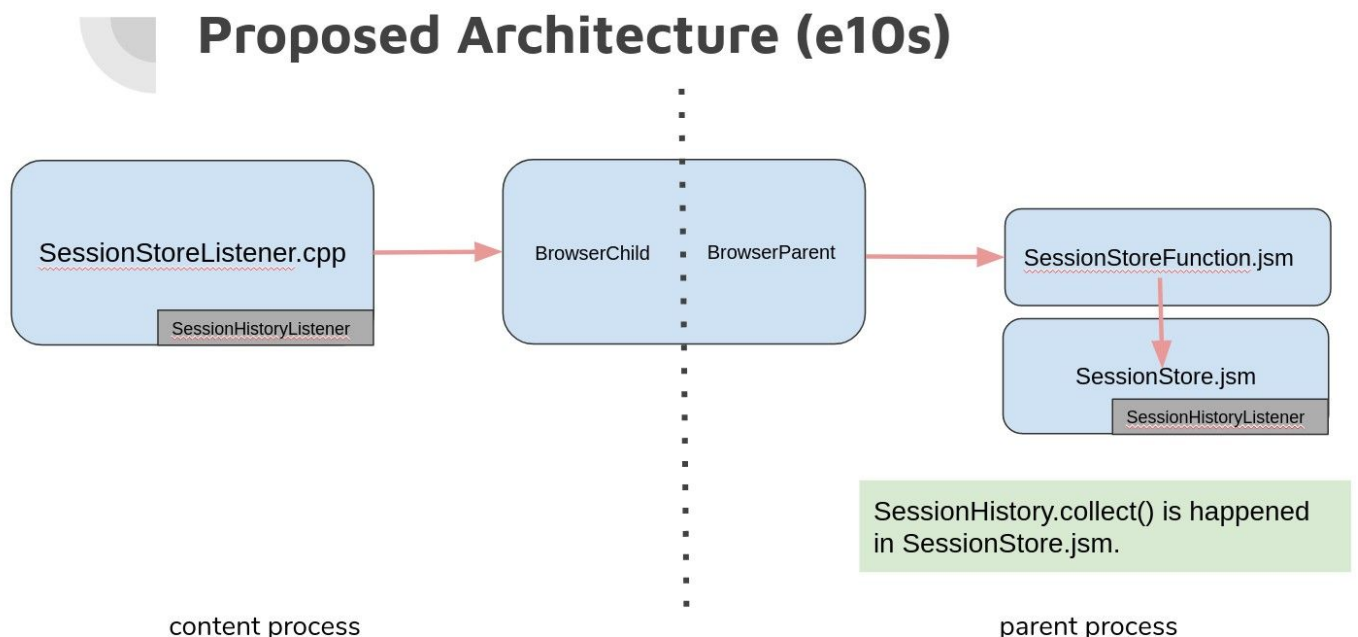 Proposed Architecture (e10s)
SessionStoreListener.cpp
SessionHistoryListener
BrowserChild
BrowserParent
SessionStoreFunction.jsm
SessionStore.jsm
SessionHistoryListener
SessionHistory.collect() is happened
in SessionStore.jsm.
content process
parent process